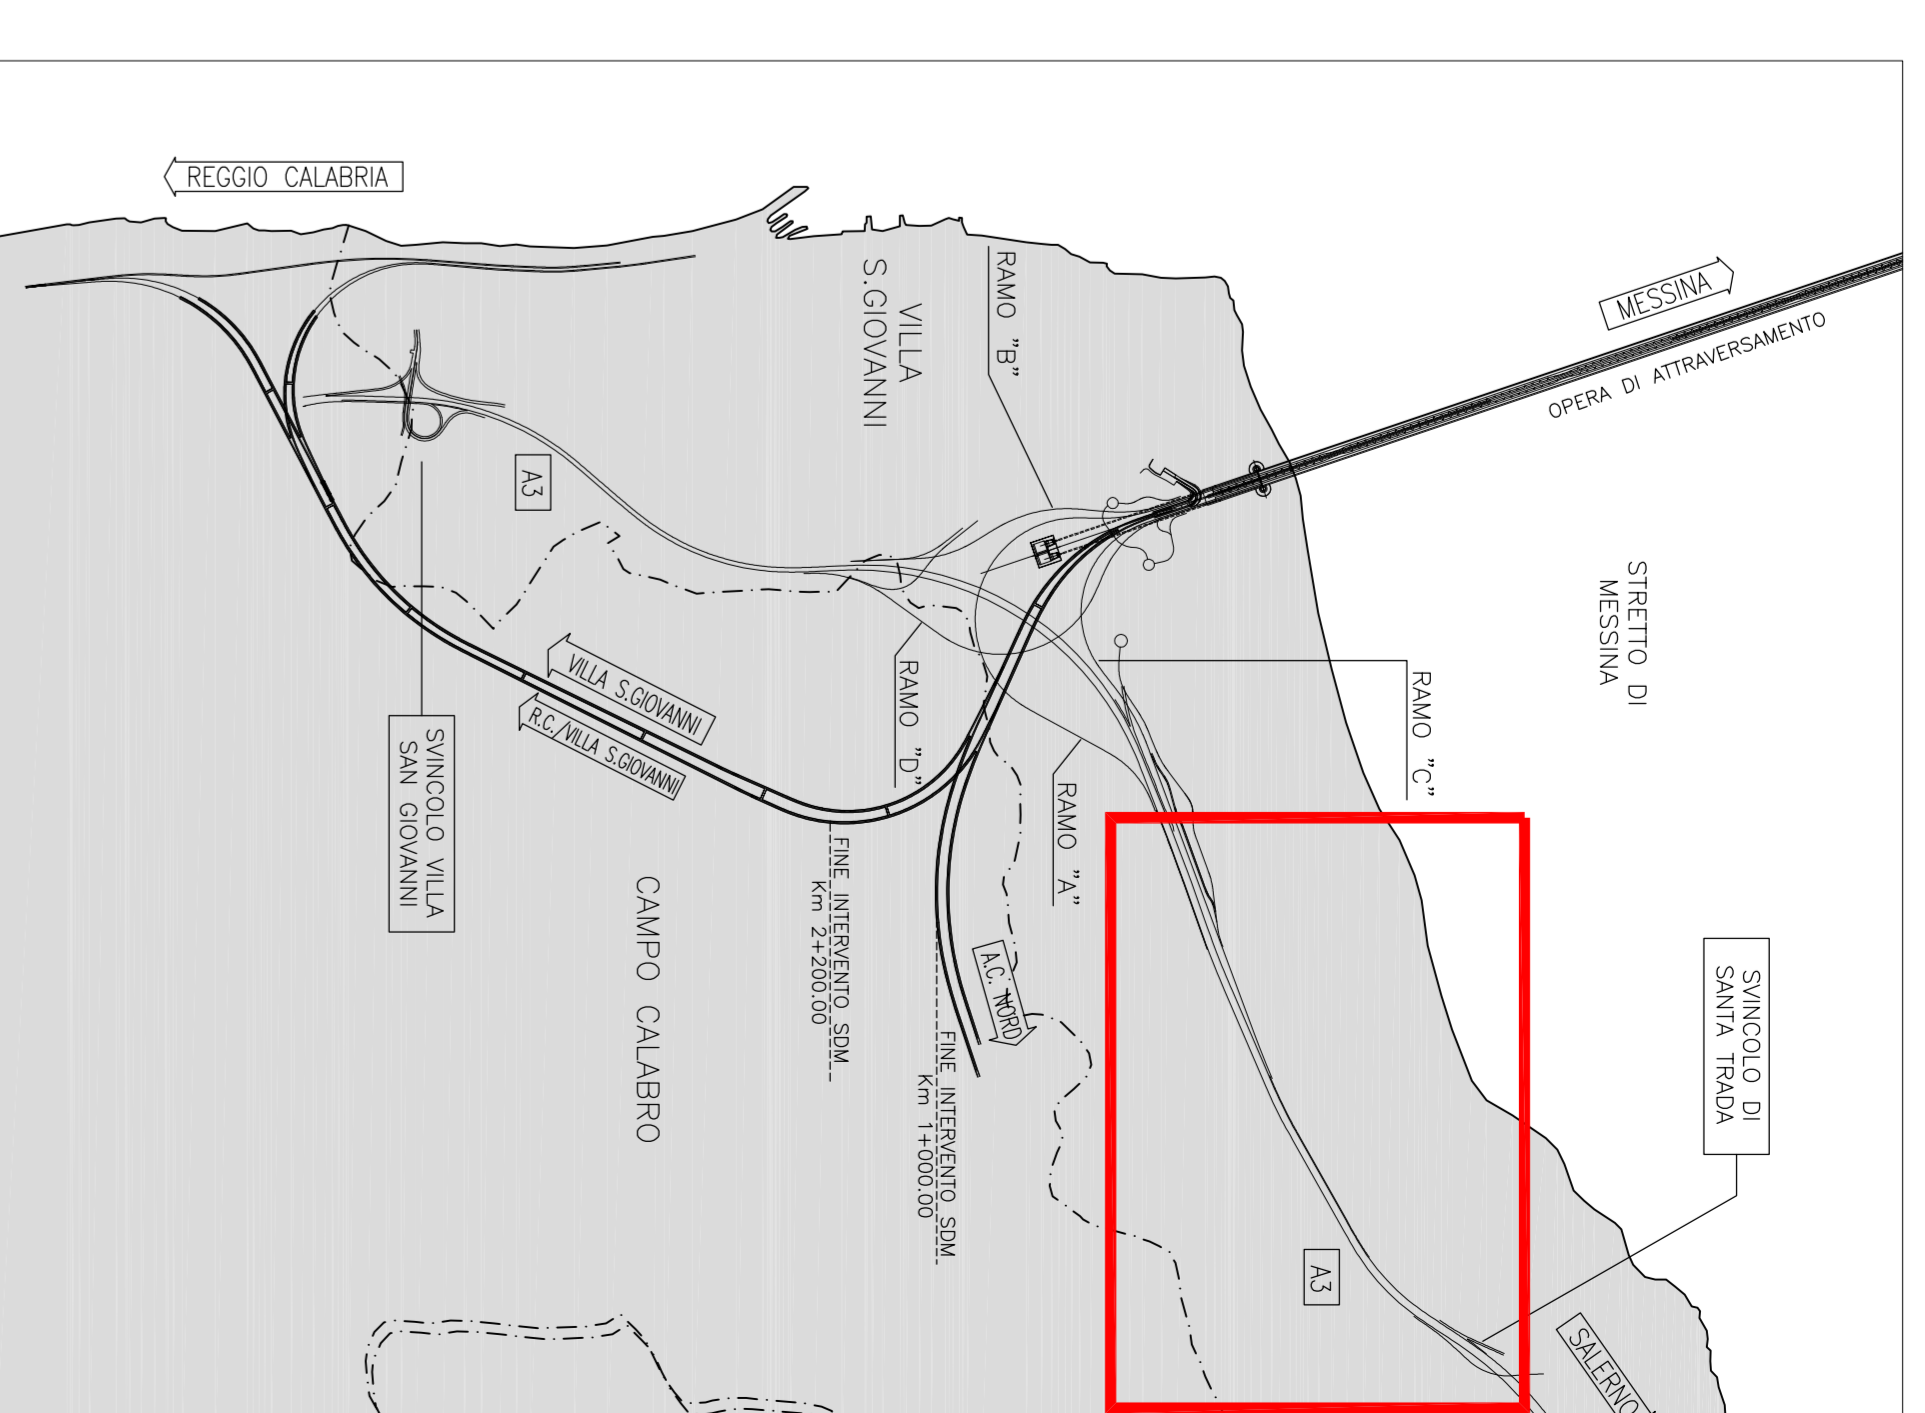 REGGIO CALABRIA
MESSINA
OPERA DI ATTRAVERSAMENTO
VILLA
S.GIOVANNI
RAMO "B"
A3
STRETTO DI
MESSINA
VILLA S.GIOVANNI
R.C./VILLA S.GIOVANNI
RAMO "D"
RAMO "C"
SVINCOLO VILLA
SAN GIOVANNI
RAMO "A"
FINE INTERVENTO SDM
Km 2+200.00
CAMPO CALABRO
A.C. NORD
FINE INTERVENTO SDM
Km 1+000.00
SVINCOLO DI
SANTA TRADA
A3
SALERNO